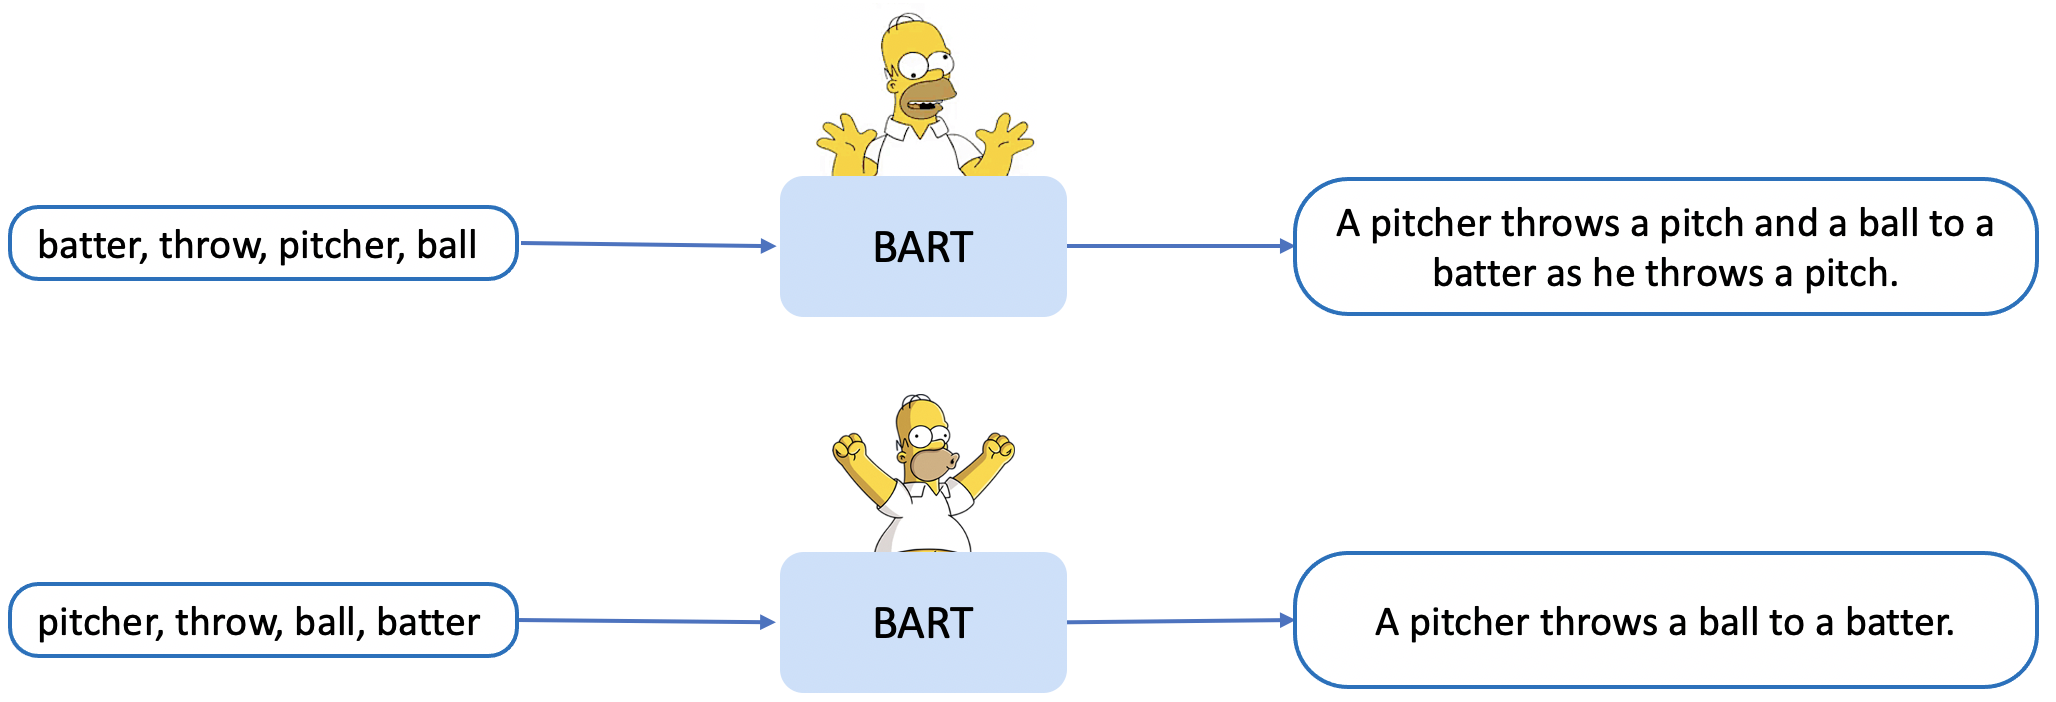 batter, throw, pitcher, ball
BART
A pitcher throws a pitch and a ball to a
batter as he throws a pitch.
pitcher, throw, ball, batter
BART
A pitcher throws a ball to a batter.